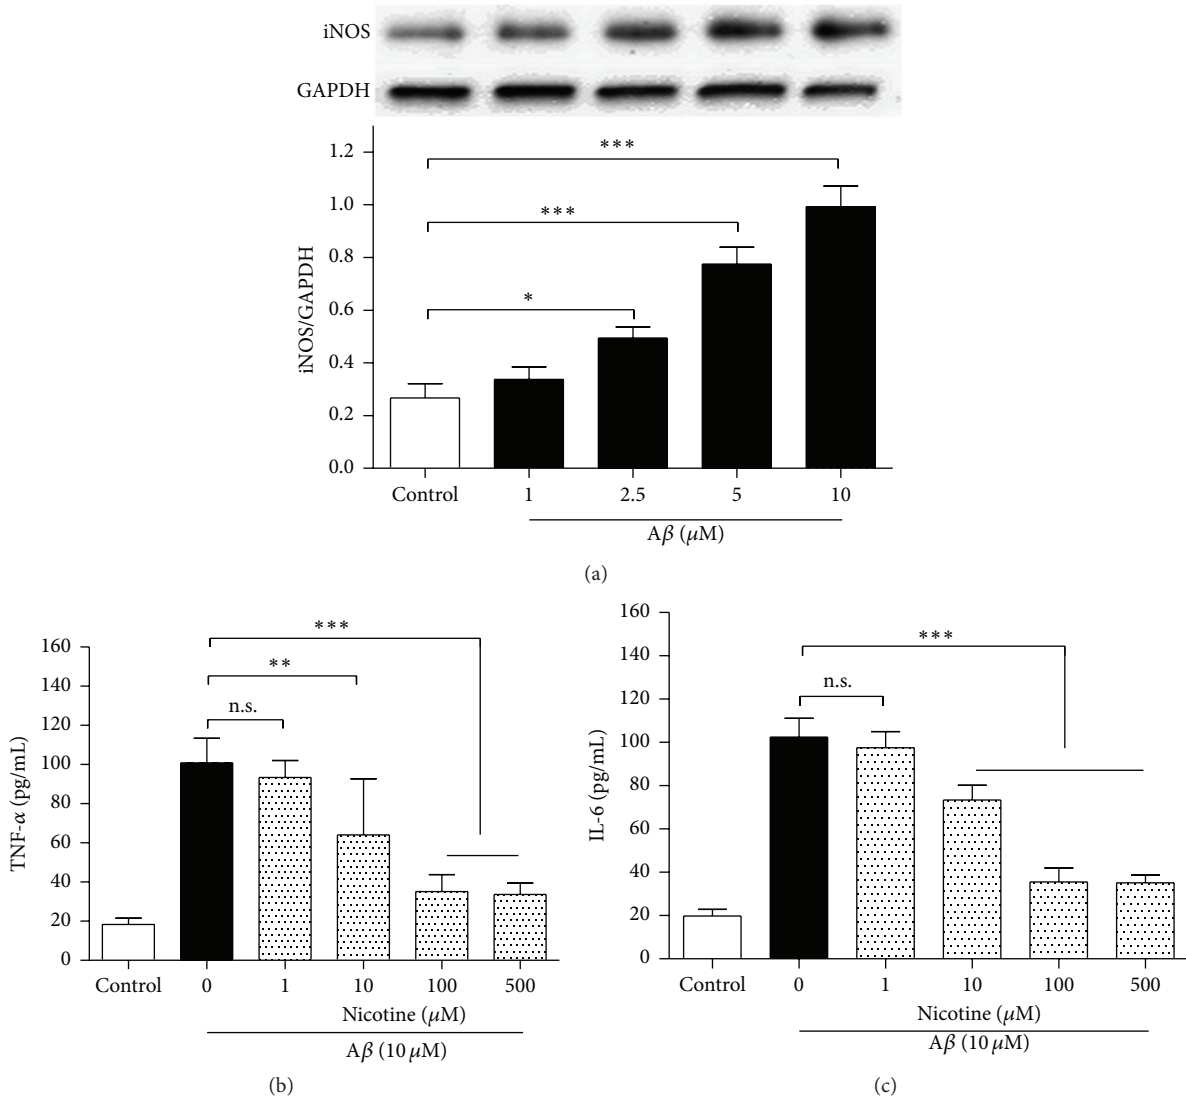 iNOS
GAPDH
1.2
1.0
0.8
0.6
0.4
0.2
0.0
iNOS/GAPDH
***
***
*
Control 1 2.5 5 10
Aβ (μM)
(a)
160
140
120
100
80
60
40
20
0
TNF-α (pg/mL)
***
**
n.s.
Control 0 1 10 100 500
Nicotine (μM)
Aβ (10 μM)
(b)
160
140
120
100
80
60
40
20
0
IL-6 (pg/mL)
***
n.s.
Control 0 1 10 100 500
Nicotine (μM)
Aβ (10 μM)
(c)